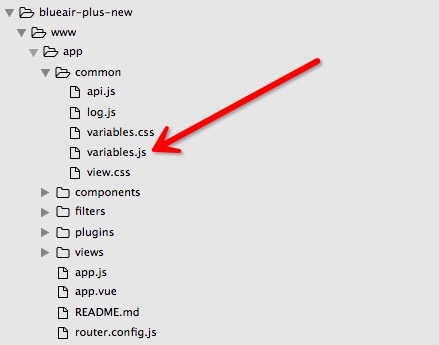 blueair-plus-new
www
app
common
api.js
log.js
variables.css
variables.js
view.css
components
filters
plugins
views
app.js
app.vue
README.md
router.config.js